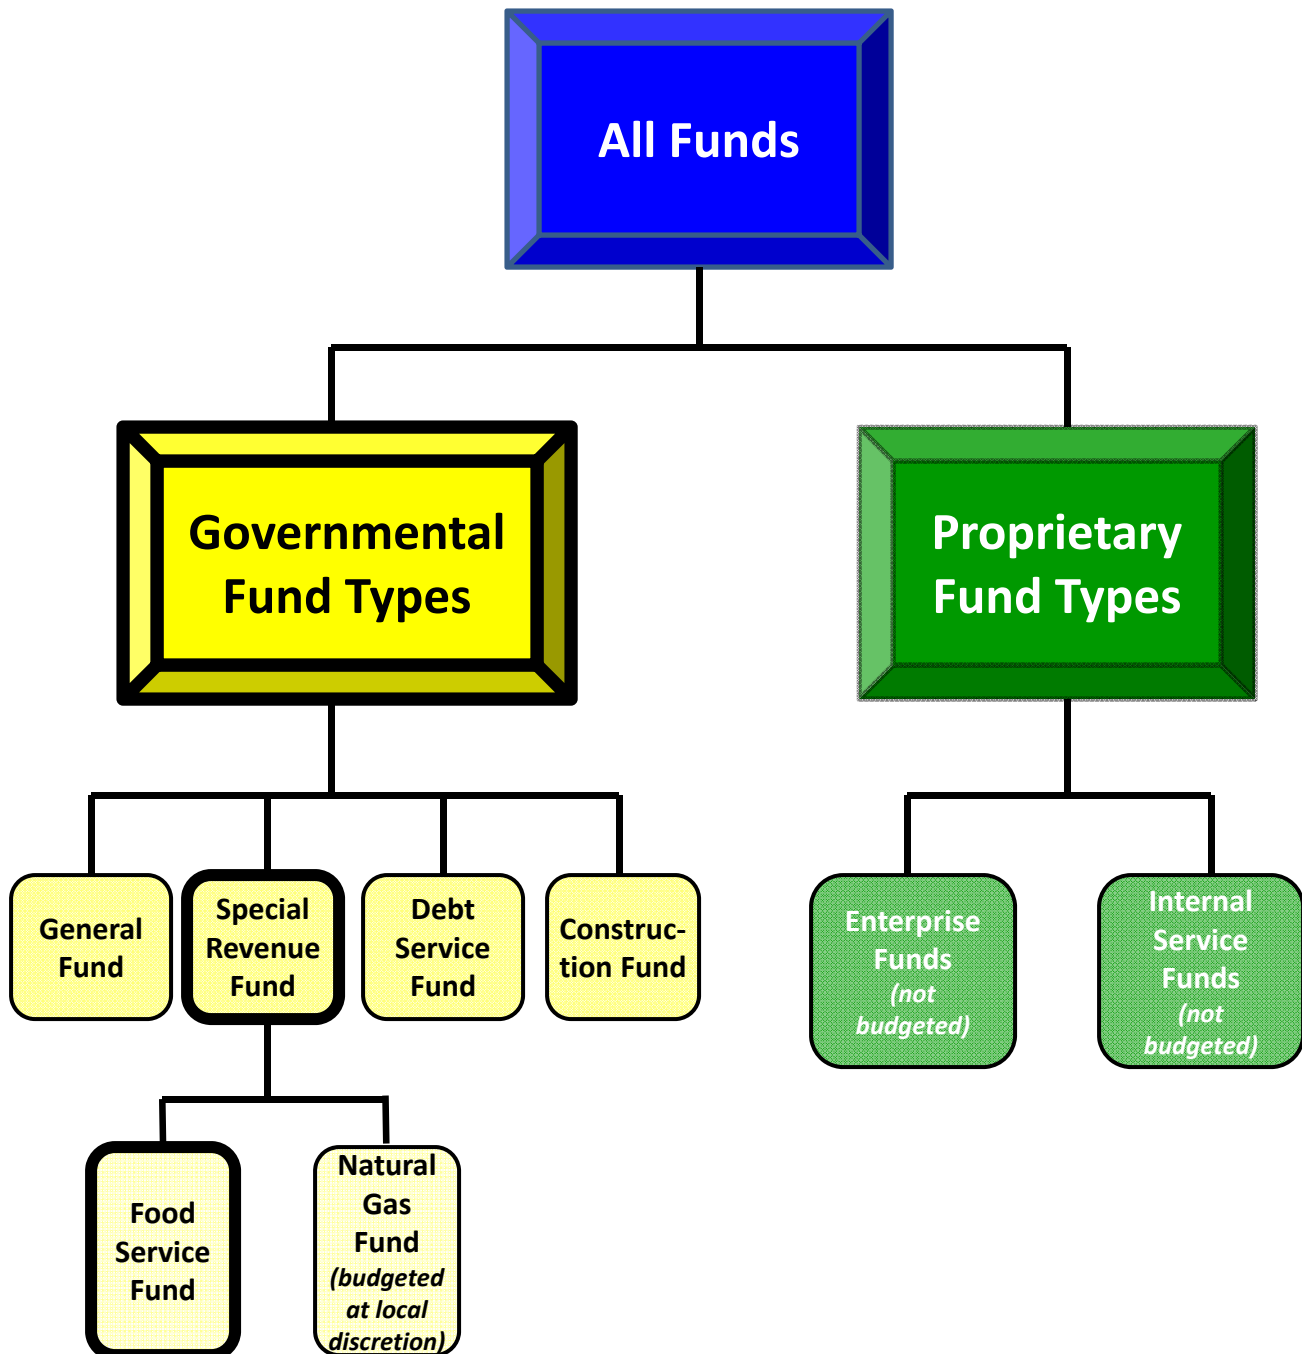 All Funds
Governmental
Fund Types
Proprietary
Fund Types
General
Fund
Special
Revenue
Fund
Debt
Service
Fund
Construc-
tion Fund
Enterprise
Funds
(not
budgeted)
Internal
Service
Funds
(not
budgeted)
Food
Service
Fund
Natural
Gas
Fund
(budgeted
at local
discretion)